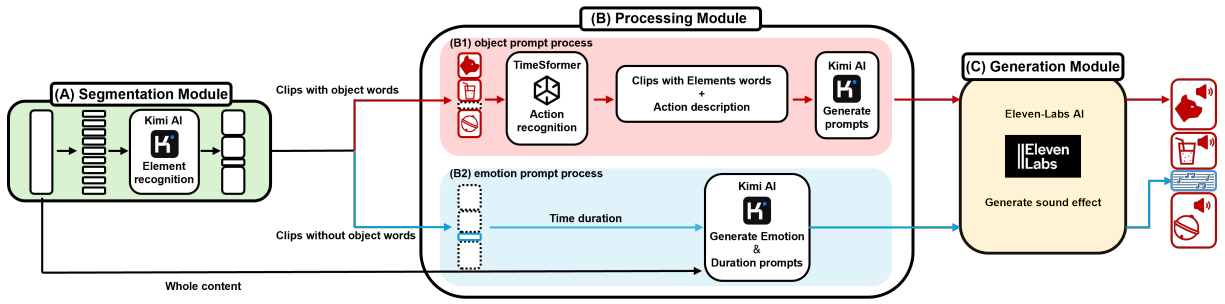 (A) Segmentation Module
Kimi AI
Element
recognition
Clips with object words
Clips without object words
Whole content
(B) Processing Module
(B1) object prompt process
TimeSformer
Action
recognition
Clips with Elements words
+
Action description
Kimi AI
Generate
prompts
(B2) emotion prompt process
Time duration
Kimi AI
Generate Emotion
&
Duration prompts
(C) Generation Module
Eleven-Labs AI
IIEleven
Labs
Generate sound effect